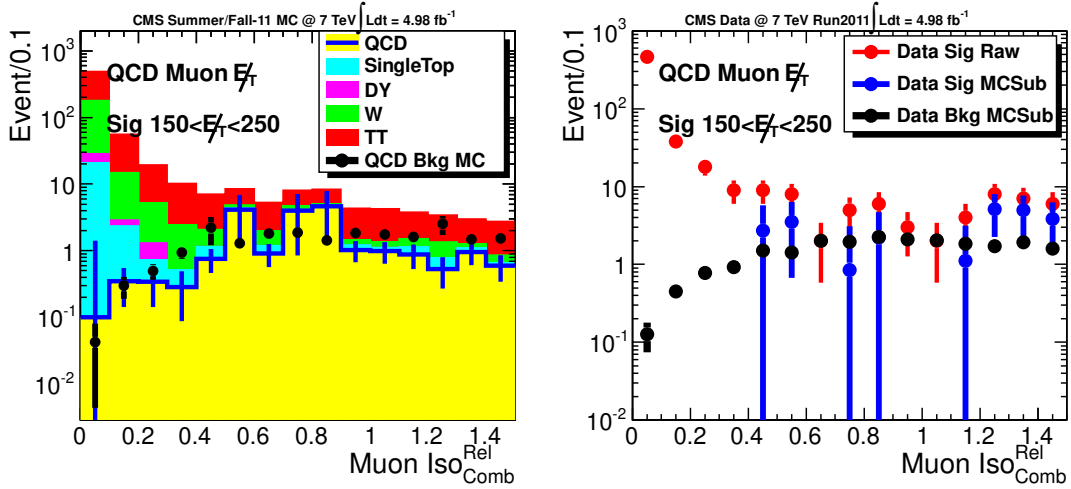 CMS Summer/Fall-11 MC @ 7 TeV ∫Ldt = 4.98 fb⁻¹
Event/0.1
10³
10²
10
1
10⁻¹
10⁻²
QCD Muon E̸T
Sig 150<E̸T<250
QCD
SingleTop
DY
W
TT
QCD Bkg MC
0 0.2 0.4 0.6 0.8 1 1.2 1.4
Muon Iso^Rel_Comb
CMS Data @ 7 TeV Run2011∫Ldt = 4.98 fb⁻¹
Event/0.1
10³
10²
10
1
10⁻¹
10⁻²
QCD Muon E̸T
Sig 150<E̸T<250
Data Sig Raw
Data Sig MCSub
Data Bkg MCSub
0 0.2 0.4 0.6 0.8 1 1.2 1.4
Muon Iso^Rel_Comb